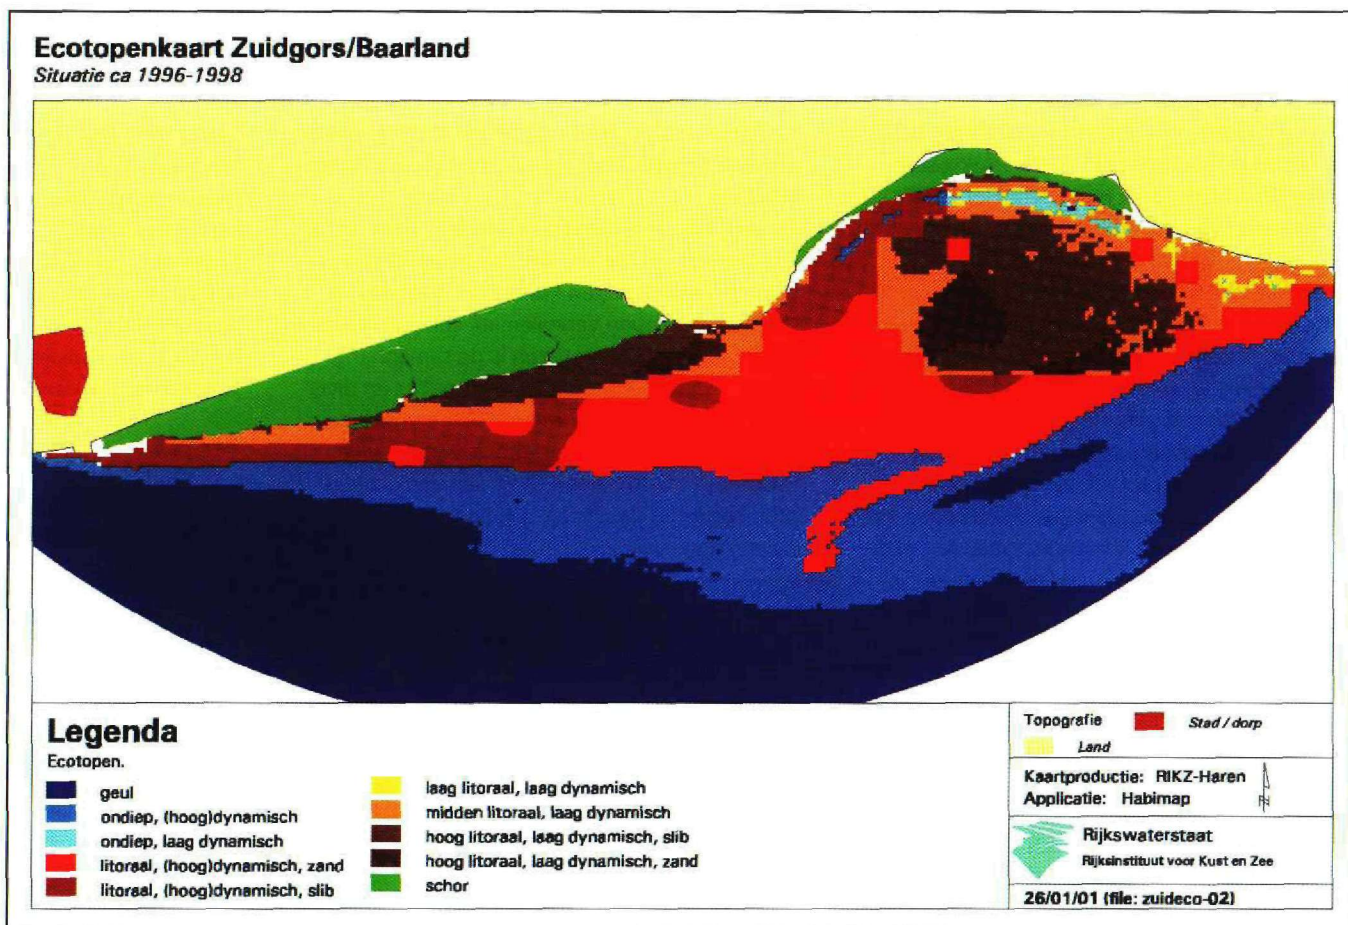 Ecotopenkaart Zuidgors/Baarland
Situatie ca 1996-1998
Legenda
Ecotopen.
geul
ondiep, (hoog)dynamisch
ondiep, laag dynamisch
litoraal, (hoog)dynamisch, zand
litoraal, (hoog)dynamisch, slib
laag litoraal, laag dynamisch
midden litoraal, laag dynamisch
hoog litoraal, laag dynamisch, slib
hoog litoraal, laag dynamisch, zand
schor
Topografie
Stad / dorp
Land
Kaartproductie: RIKZ-Haren
Applicatie: Habimap
Rijkswaterstaat
Rijksinstituut voor Kust en Zee
26/01/01 (file: zuideco-02)